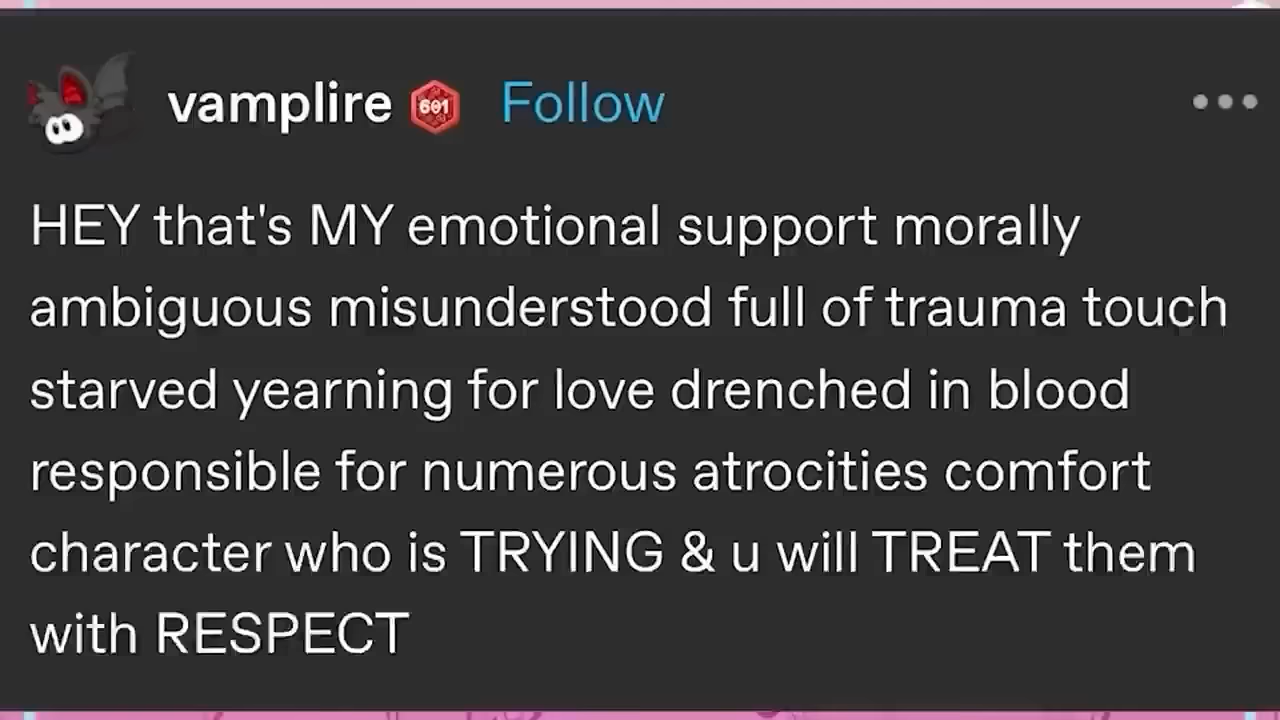 vamplire 601 Follow
HEY that's MY emotional support morally
ambiguous misunderstood full of trauma touch
starved yearning for love drenched in blood
responsible for numerous atrocities comfort
character who is TRYING & u will TREAT them
with RESPECT